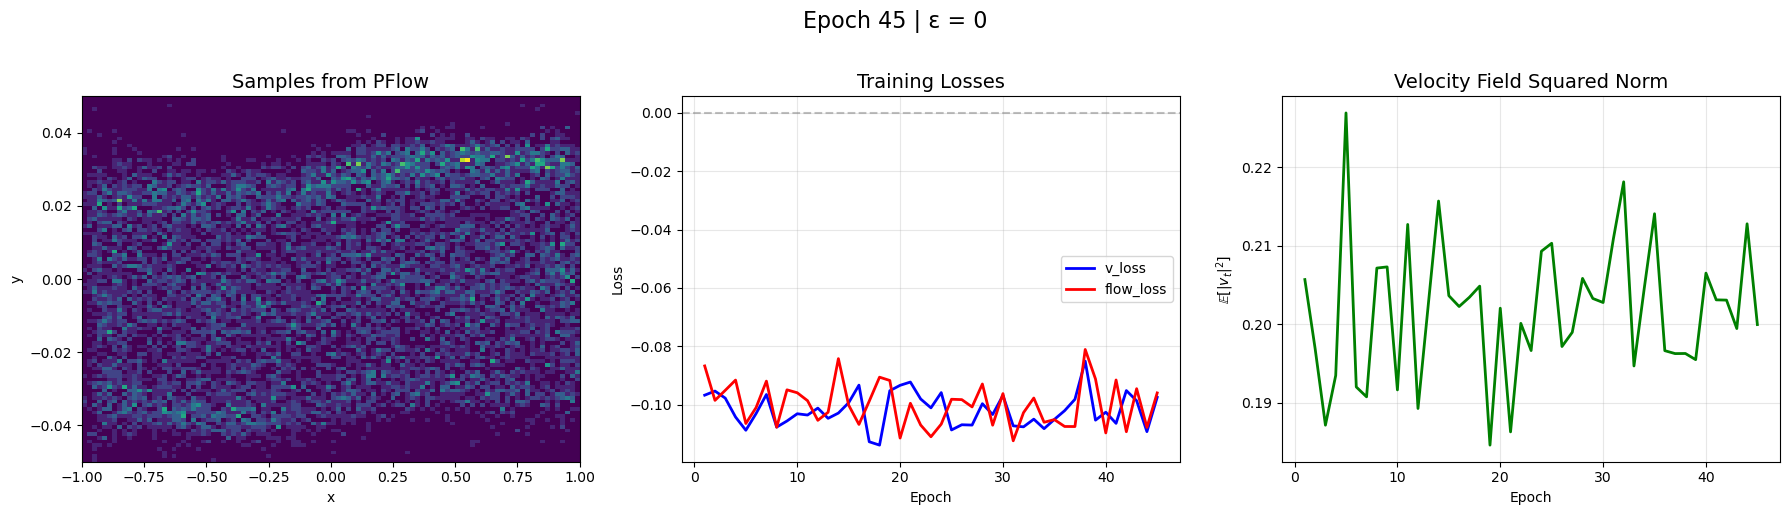 Epoch 45 | ε = 0
Samples from PFlow
0.04
0.02
0.00
−0.02
−0.04
y
−1.00 −0.75 −0.50 −0.25 0.00 0.25 0.50 0.75 1.00
x
Training Losses
0.00
−0.02
−0.04
−0.06
−0.08
−0.10
Loss
v_loss
flow_loss
0 10 20 30 40
Epoch
Velocity Field Squared Norm
0.22
0.21
0.20
0.19
𝔼[|v_t|²]
0 10 20 30 40
Epoch